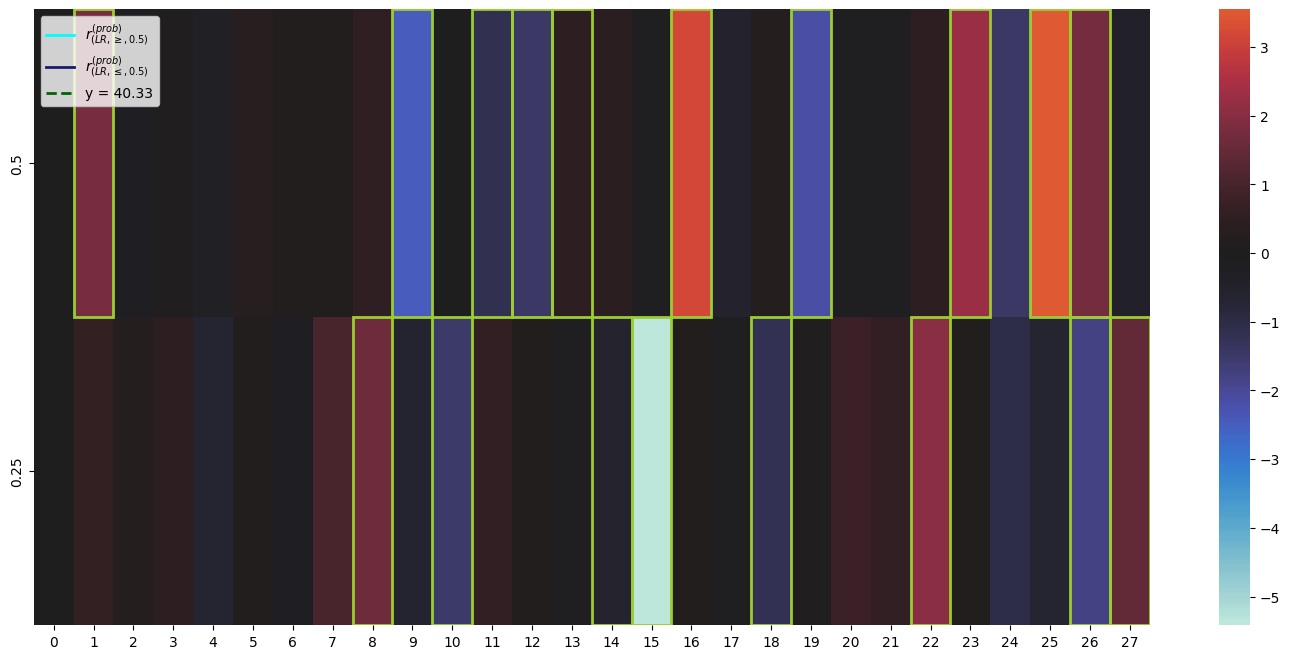 r^{(prob)}_{(LR,≥,0.5)}
r^{(prob)}_{(LR,≤,0.5)}
y = 40.33
0.5
0.25
0 1 2 3 4 5 6 7 8 9 10 11 12 13 14 15 16 17 18 19 20 21 22 23 24 25 26 27
3
2
1
0
−1
−2
−3
−4
−5